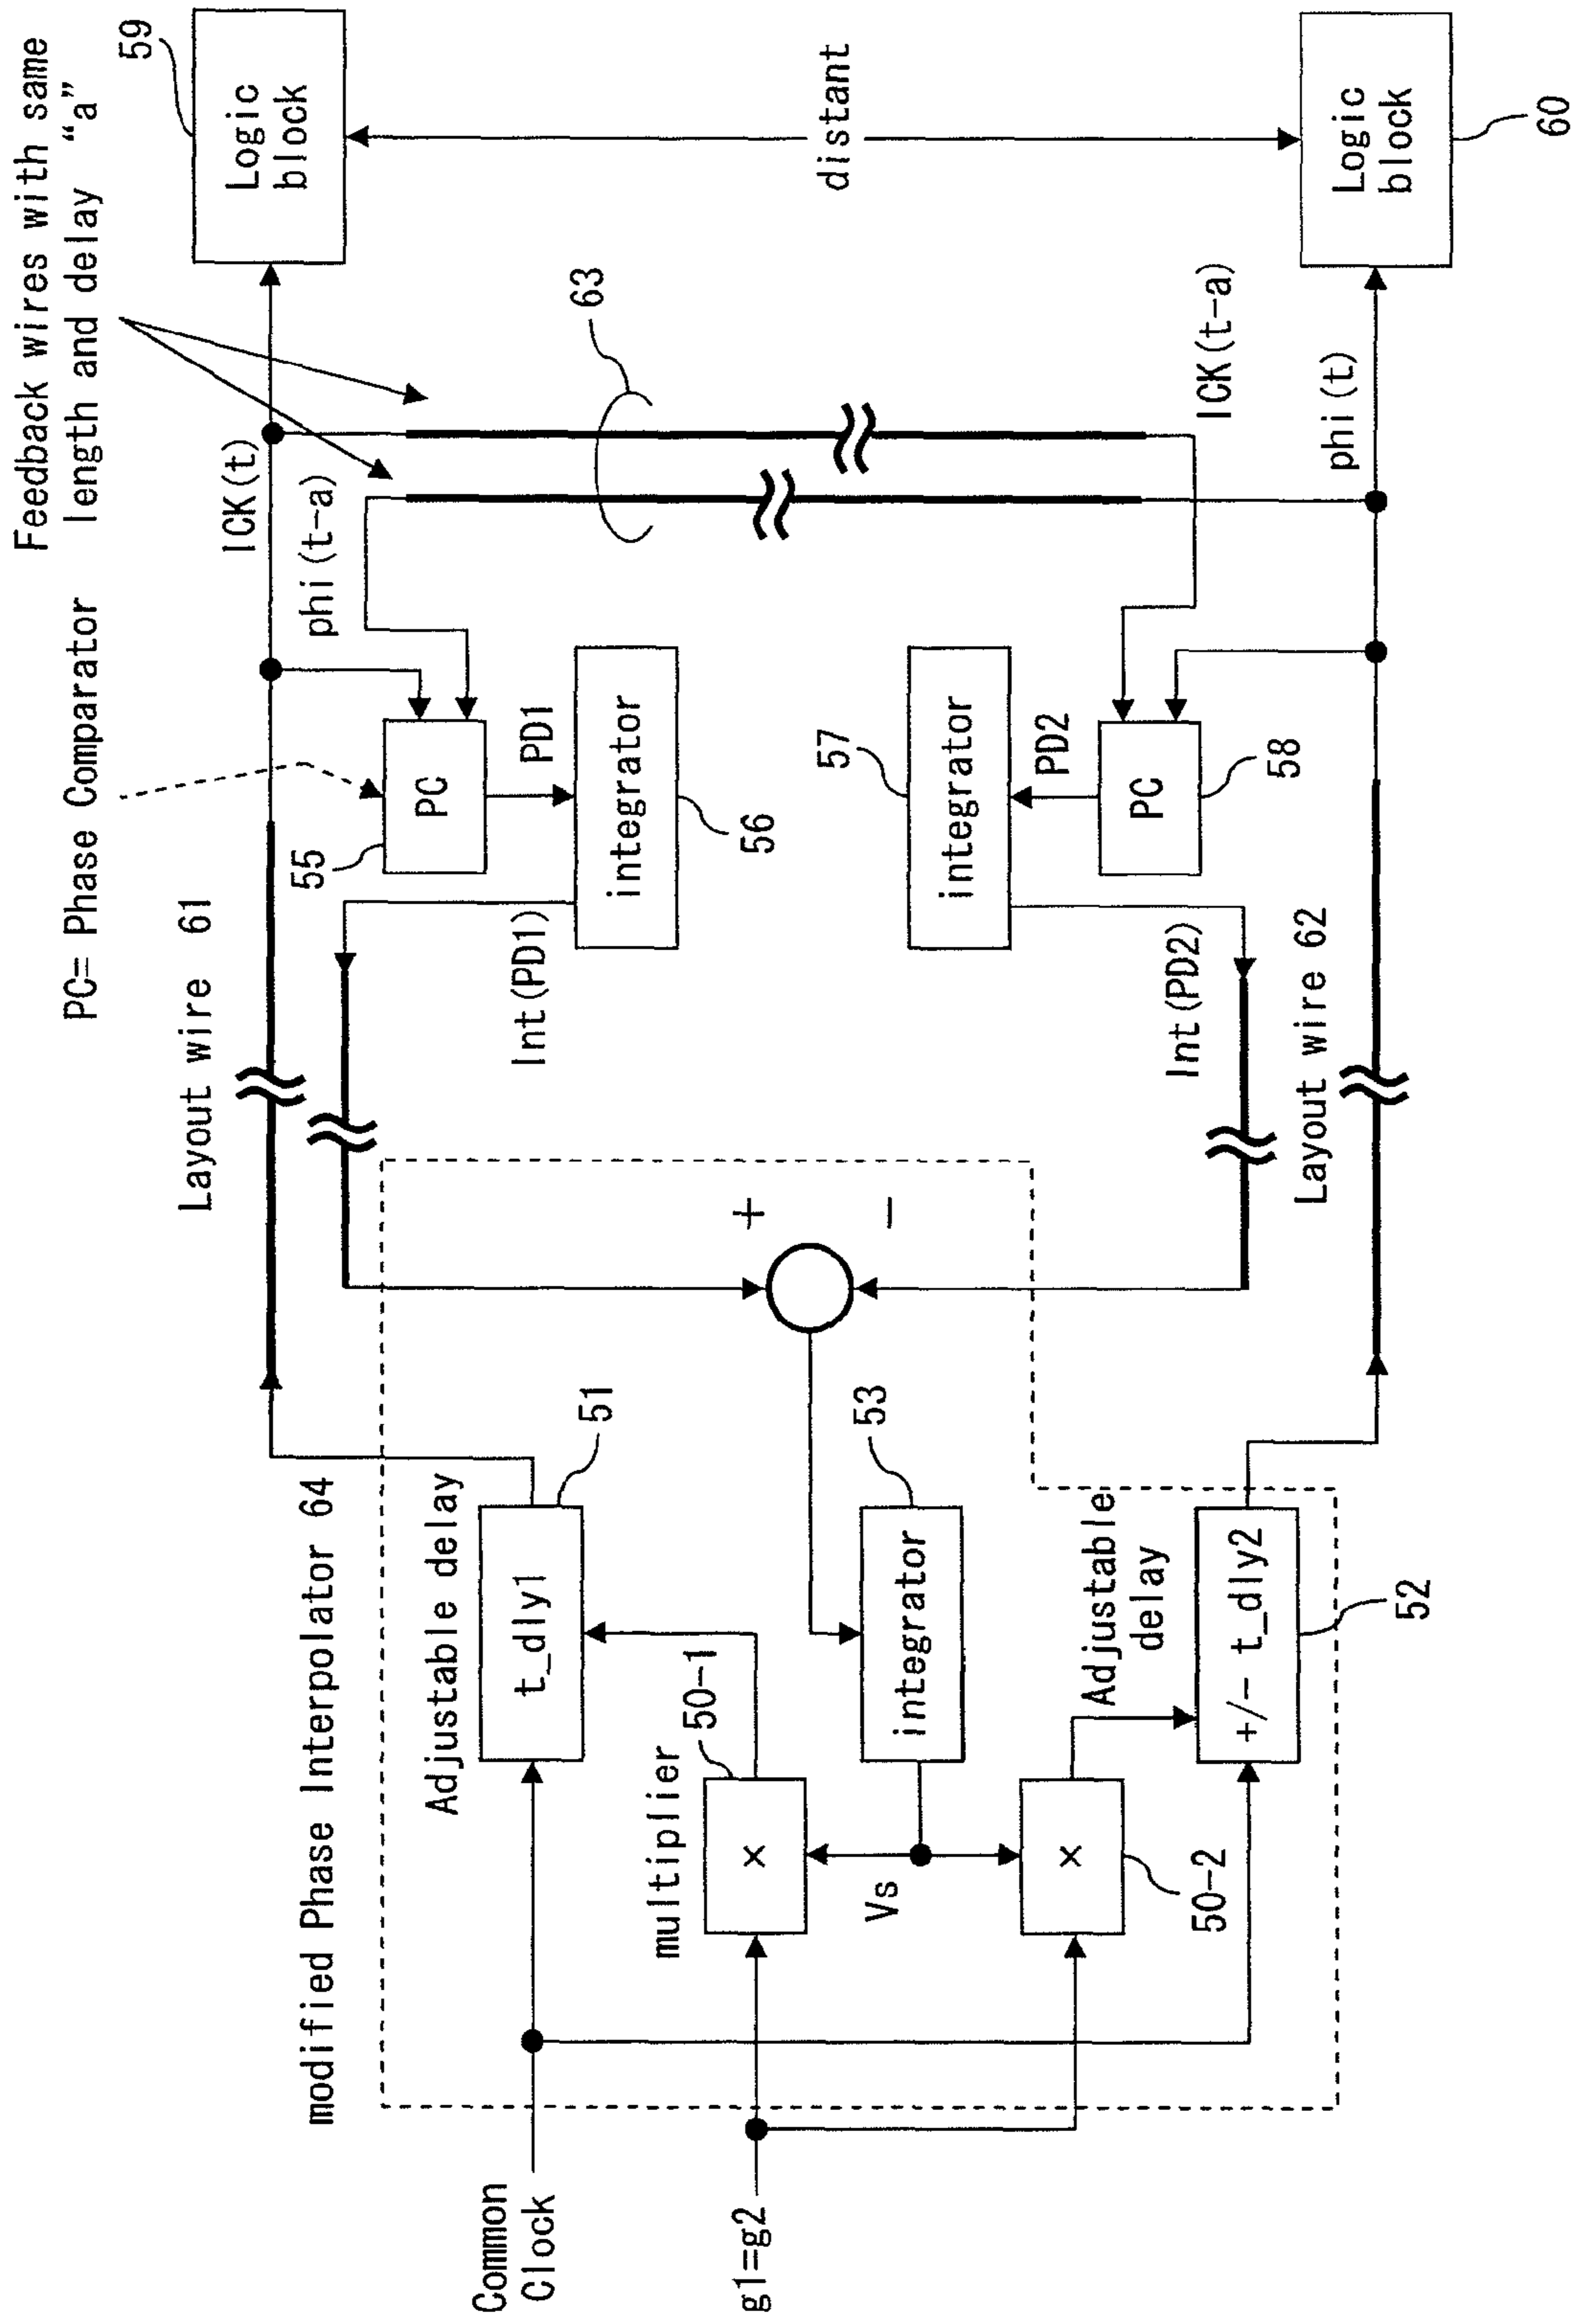 Feedback wires with same
length and delay “a”
PC= Phase Comparator
59
Logic
block
distant
Logic
block
60
63
ICK(t)
phi(t-a)
ICK(t-a)
phi(t)
PC
55
PD1
integrator
56
57
integrator
PD2
PC
58
Layout wire 61
Int(PD1)
Int(PD2)
Layout wire 62
+
−
modified Phase Interpolator 64
Adjustable delay
t_dly1
51
53
integrator
Adjustable
delay
+/- t_dly2
52
multiplier
50-1
×
Vs
×
50-2
Common
Clock
g1=g2